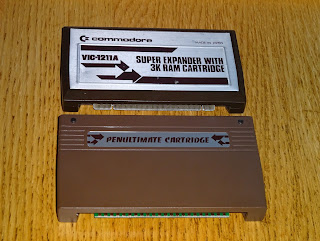 commodore
VIC-1211A
SUPER EXPANDER WITH
3K RAM CARTRIDGE
PENULTIMATE CARTRIDGE